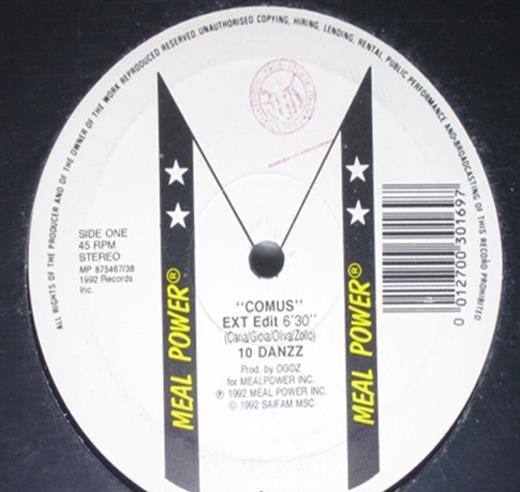 ALL RIGHTS OF THE PRODUCER AND OF THE OWNER OF THE WORK REPRODUCED RESERVED UNAUTHORISED COPYING, HIRING, LENDING, RENTAL, PUBLIC PERFORMANCE AND BROADCASTING OF THIS RECORD PROHIBITED
SIDE ONE
45 RPM
STEREO
MP 875467/38
1992 Records
Inc.
MEAL POWER®
MEAL POWER®
0 012700 301697
"COMUS"
EXT Edit 6'30"
(Caria/Gioia/Oliva/Zollo)
10 DANZZ
Prod. by OGOZ
for MEALPOWER INC.
℗ 1992 MEAL POWER INC.
© 1992 SAIFAM MSC